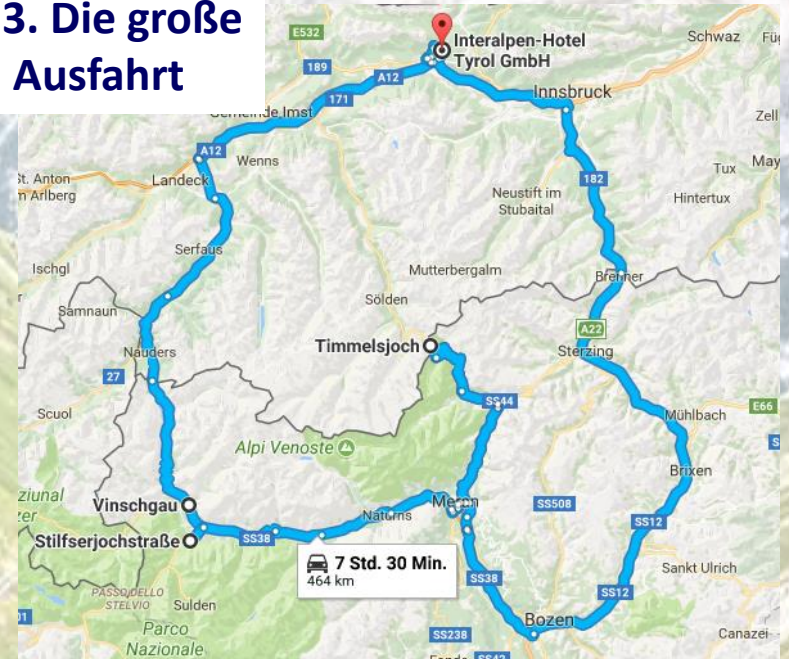 3. Die große
Ausfahrt
E532
Interalpen-Hotel
Tyrol GmbH
Schwaz
189
A12
Innsbruck
171
Gemeinde Imst
Zell
A12
Wenns
St. Anton
Landeck
182
Tux
May
m Arlberg
Neustift im
Stubaital
Hintertux
Serfaus
Ischgl
Mutterbergalm
Brenner
Samnaun
Sölden
A22
Timmelsjoch
Sterzing
Nauders
27
SS44
E66
Scuol
Mühlbach
Alpi Venoste
Brixen
Vinschgau
Meran
SS508
Naturns
SS12
Stilfserjochstraße
SS38
7 Std. 30 Min.
464 km
Sankt Ulrich
PASSO DELLO
STELVIO
Sulden
SS38
SS12
Parco
Nazionale
SS238
Bozen
Canazei